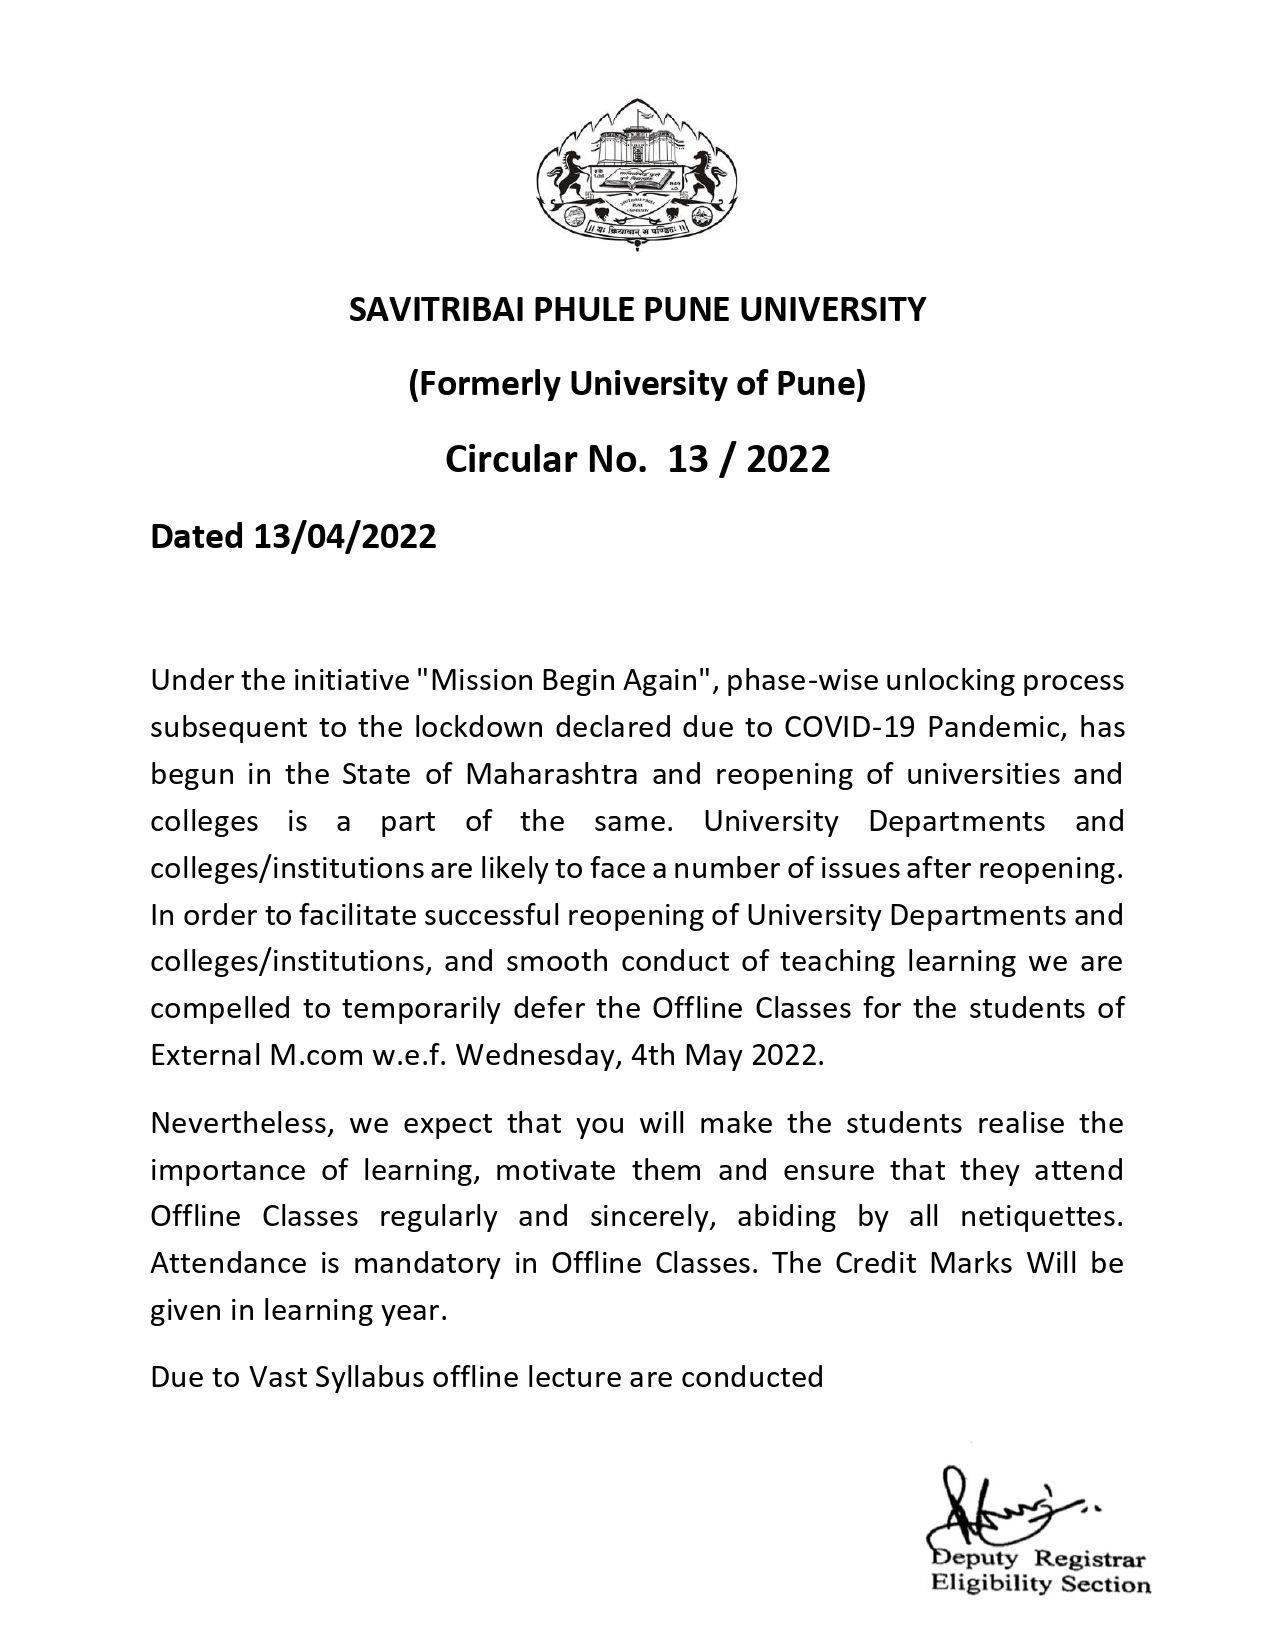 सावित्रीबाई फुले
पुणे विद्यापीठ
SAVITRIBAI PHULE
PUNE
UNIVERSITY
॥ यः क्रियावान् स पण्डितः ॥
SAVITRIBAI PHULE PUNE UNIVERSITY
(Formerly University of Pune)
Circular No. 13 / 2022
Dated 13/04/2022
Under the initiative "Mission Begin Again", phase-wise unlocking process
subsequent to the lockdown declared due to COVID-19 Pandemic, has
begun in the State of Maharashtra and reopening of universities and
colleges is a part of the same. University Departments and
colleges/institutions are likely to face a number of issues after reopening.
In order to facilitate successful reopening of University Departments and
colleges/institutions, and smooth conduct of teaching learning we are
compelled to temporarily defer the Offline Classes for the students of
External M.com w.e.f. Wednesday, 4th May 2022.
Nevertheless, we expect that you will make the students realise the
importance of learning, motivate them and ensure that they attend
Offline Classes regularly and sincerely, abiding by all netiquettes.
Attendance is mandatory in Offline Classes. The Credit Marks Will be
given in learning year.
Due to Vast Syllabus offline lecture are conducted
Deputy Registrar
Eligibility Section